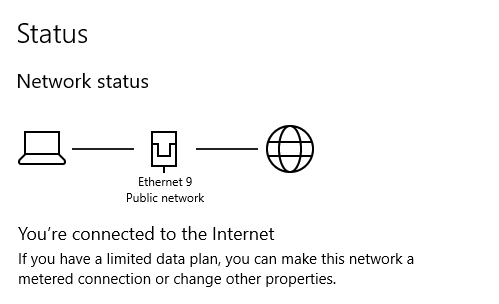 Status
Network status
Ethernet 9
Public network
You’re connected to the Internet
If you have a limited data plan, you can make this network a
metered connection or change other properties.